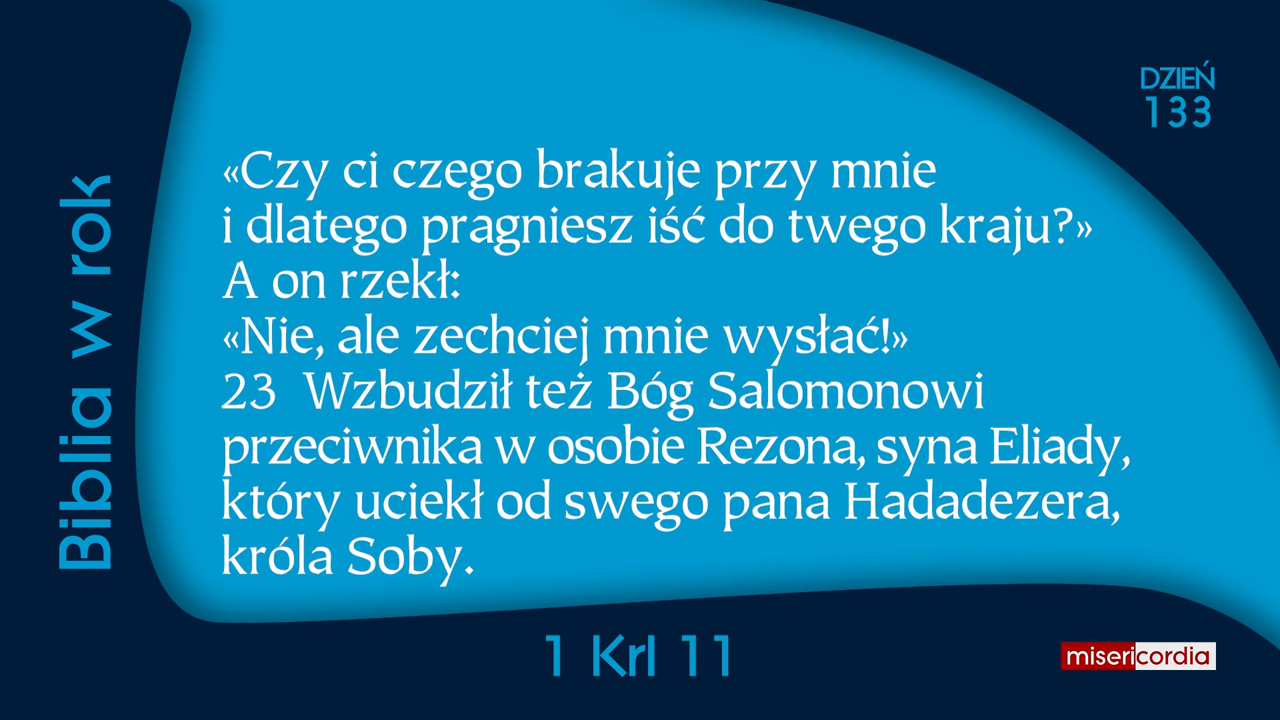 DZIEŃ
133
«Czy ci czego brakuje przy mnie
i dlatego pragniesz iść do twego kraju?»
A on rzekł:
«Nie, ale zechciej mnie wysłać!»
23 Wzbudził też Bóg Salomonowi
przeciwnika w osobie Rezona, syna Eliady,
który uciekł od swego pana Hadadezera,
króla Soby.
Biblia w rok
1 Krl 11
misericordia